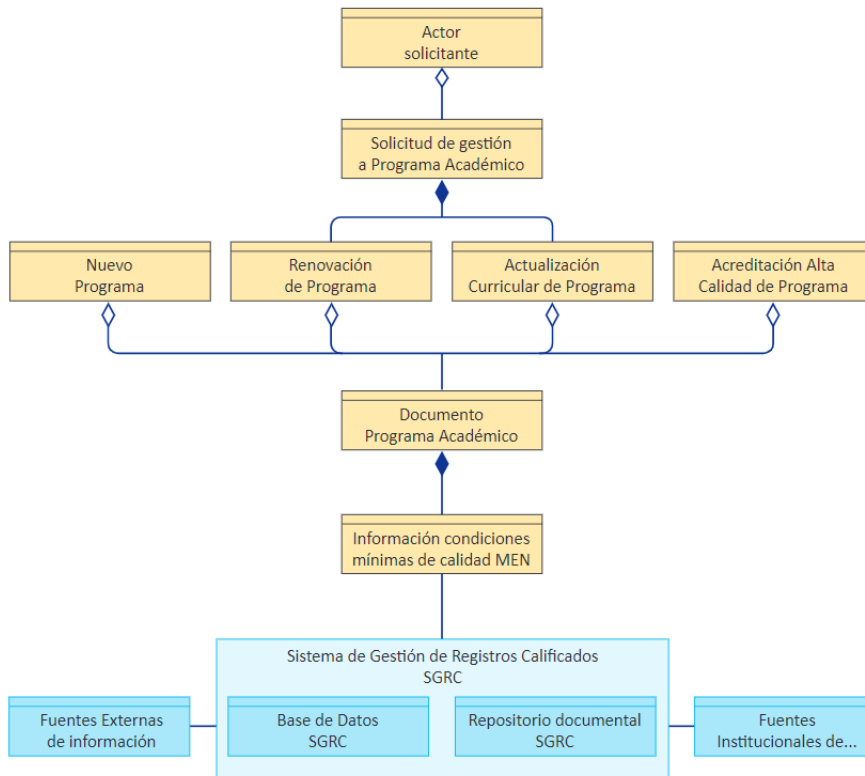 Actor
solicitante
Solicitud de gestión
a Programa Académico
Nuevo
Programa
Renovación
de Programa
Actualización
Curricular de Programa
Acreditación Alta
Calidad de Programa
Documento
Programa Académico
Información condiciones
mínimas de calidad MEN
Sistema de Gestión de Registros Calificados
SGRC
Fuentes Externas
de información
Base de Datos
SGRC
Repositorio documental
SGRC
Fuentes
Institucionales de...